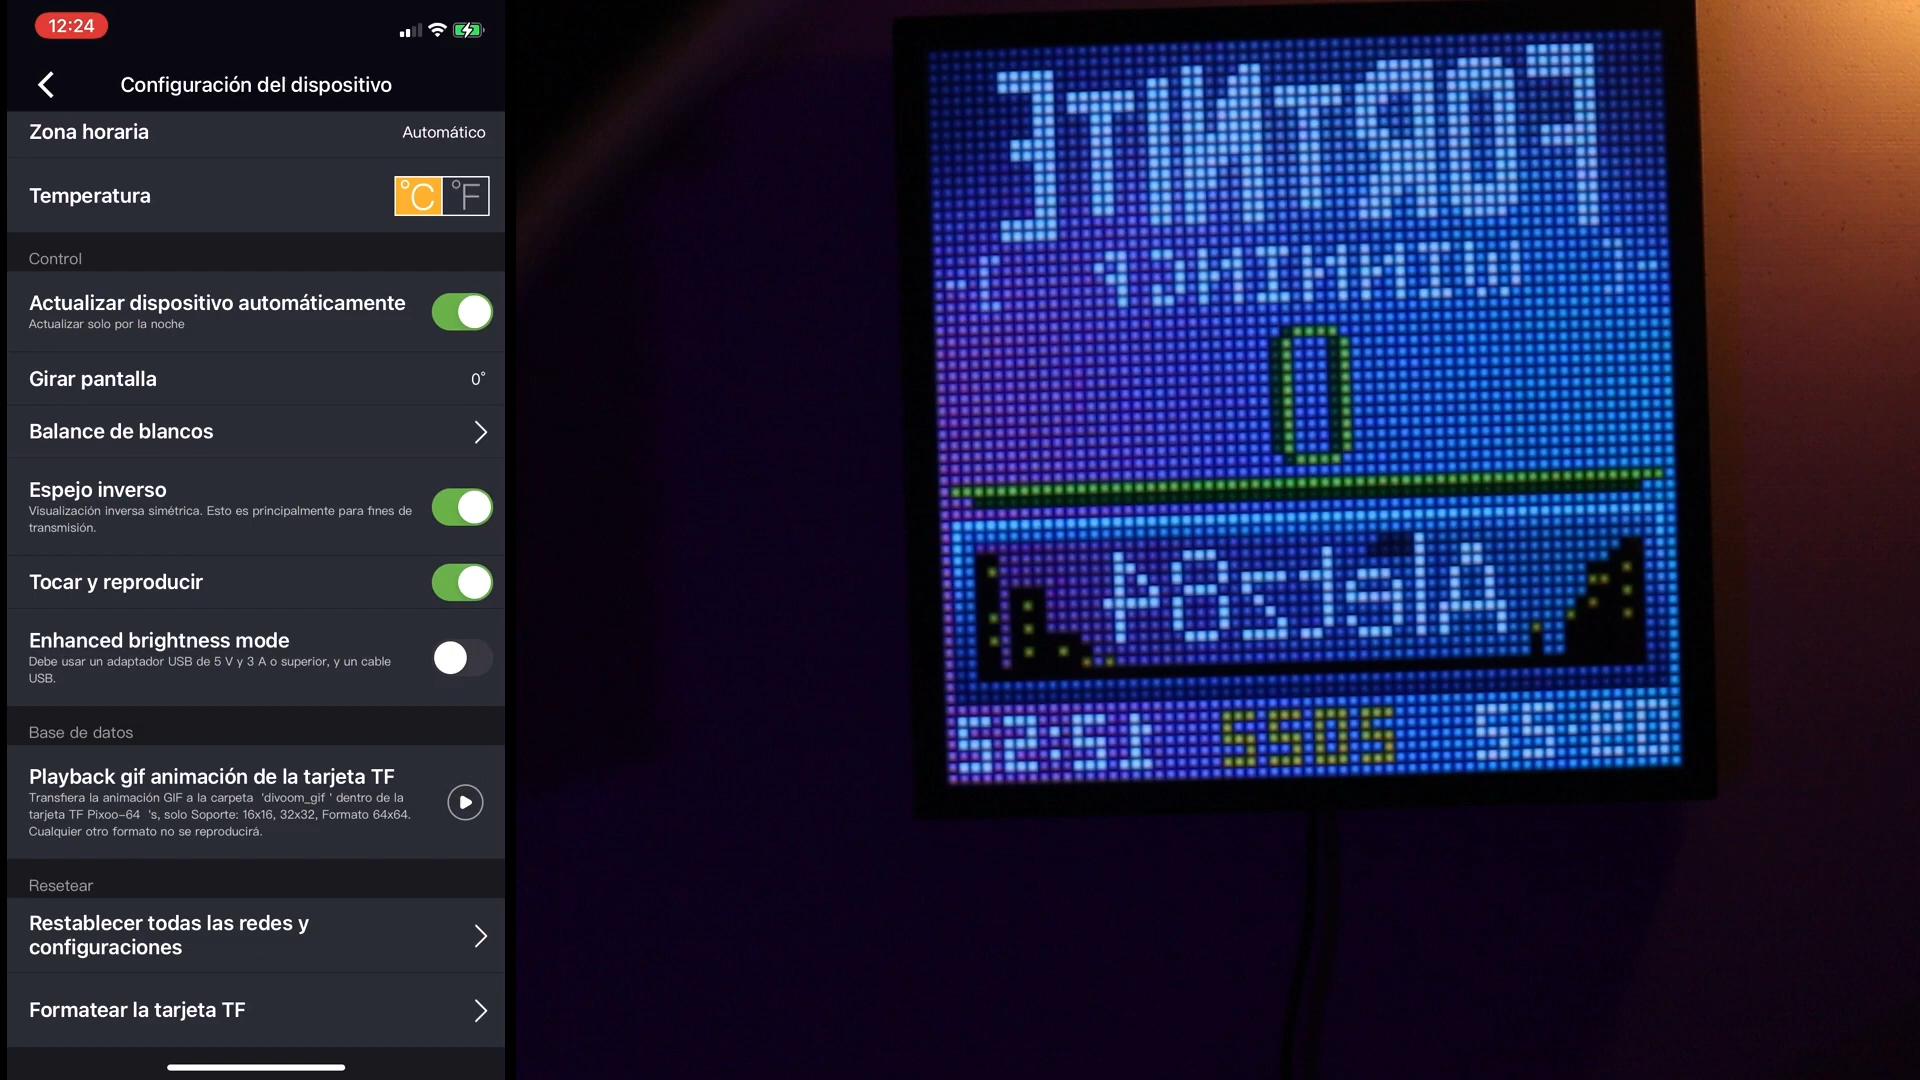 12:24
Configuración del dispositivo
Zona horaria
Automático
Temperatura
°C °F
Control
Actualizar dispositivo automáticamente
Actualizar solo por la noche
Girar pantalla
0°
Balance de blancos
Espejo inverso
Visualización inversa simétrica. Esto es principalmente para fines de
transmisión.
Tocar y reproducir
Enhanced brightness mode
Debe usar un adaptador USB de 5 V y 3 A o superior, y un cable
USB.
Base de datos
Playback gif animación de la tarjeta TF
Transfiera la animación GIF a la carpeta 'divoom_gif ' dentro de la
tarjeta TF Pixoo-64 's, solo Soporte: 16x16, 32x32, Formato 64x64.
Cualquier otro formato no se reproducirá.
Resetear
Restablecer todas las redes y
configuraciones
Formatear la tarjeta TF
FORTNITE
0
2022